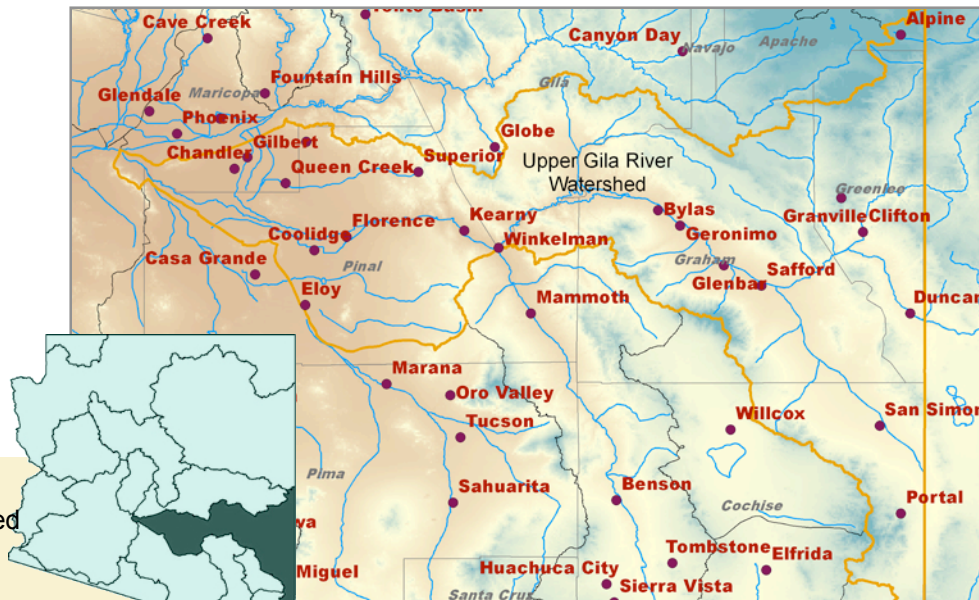 Alpine
Cave Creek
Canyon Day
Navajo
Apache
Fountain Hills
Gila
Glendale
Maricopa
Phoenix
Globe
Chandler
Gilbert
Superior
Upper Gila River
Watershed
Queen Creek
Greenlee
Bylas
Granville
Clifton
Coolidge
Florence
Kearny
Geronimo
Winkelman
Casa Grande
Pinal
Graham
Glenbar
Safford
Eloy
Mammoth
Duncan
Marana
Oro Valley
Willcox
San Simon
Tucson
Pima
Sahuarita
Benson
Cochise
Portal
Tombstone
Elfrida
Miguel
Huachuca City
Sierra Vista
Santa Cruz